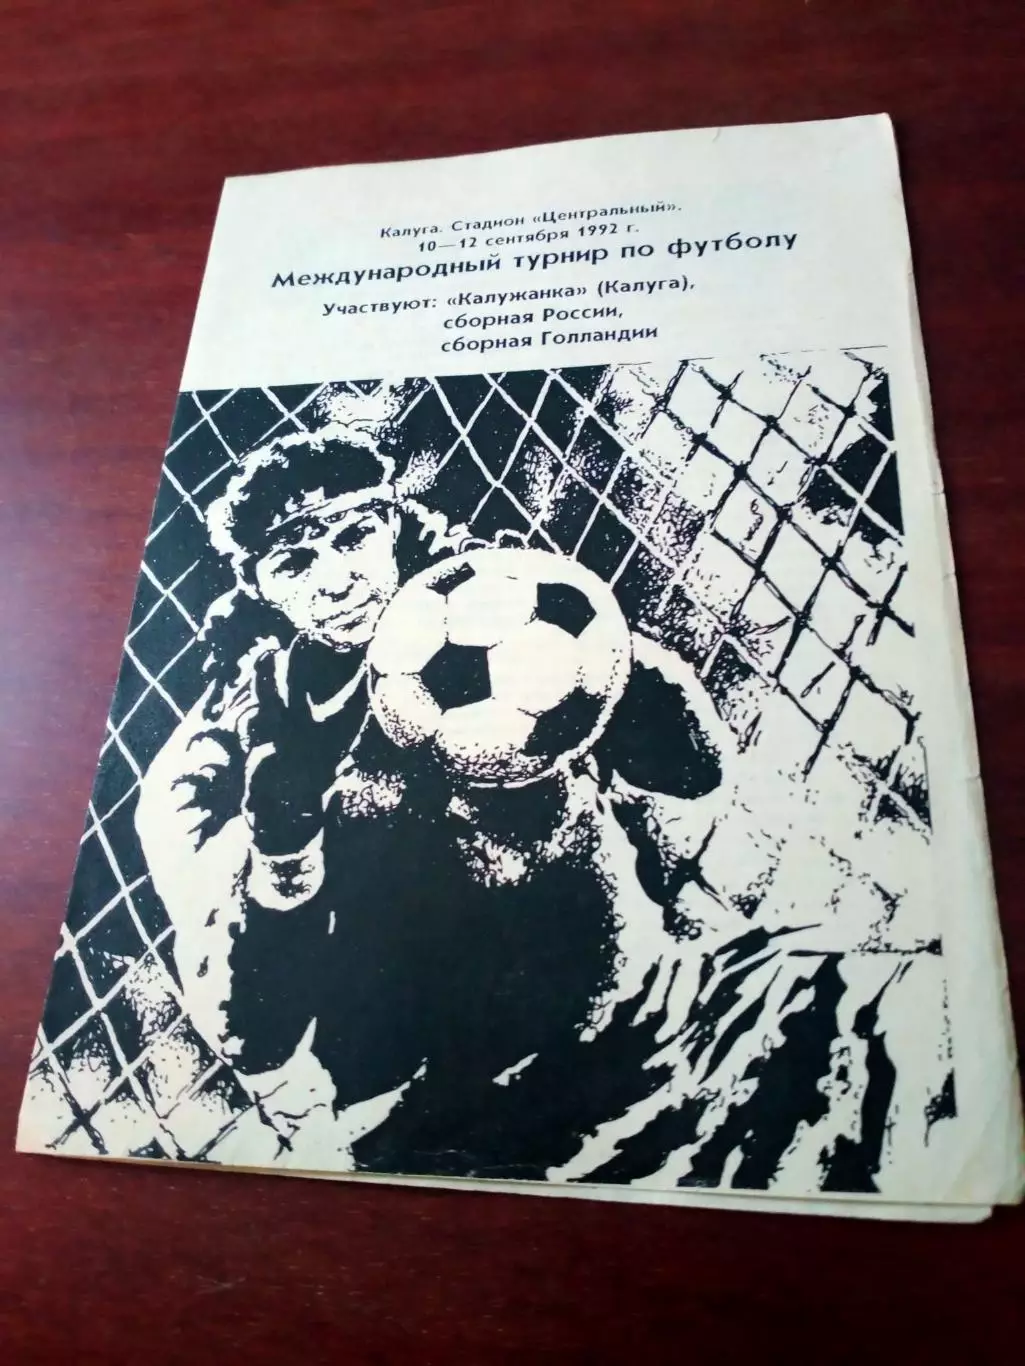 Калуга. Стадион «Центральный».
10—12 сентября 1992 г.
Международный турнир по футболу
Участвуют: «Калужанка» (Калуга),
сборная России,
сборная Голландии